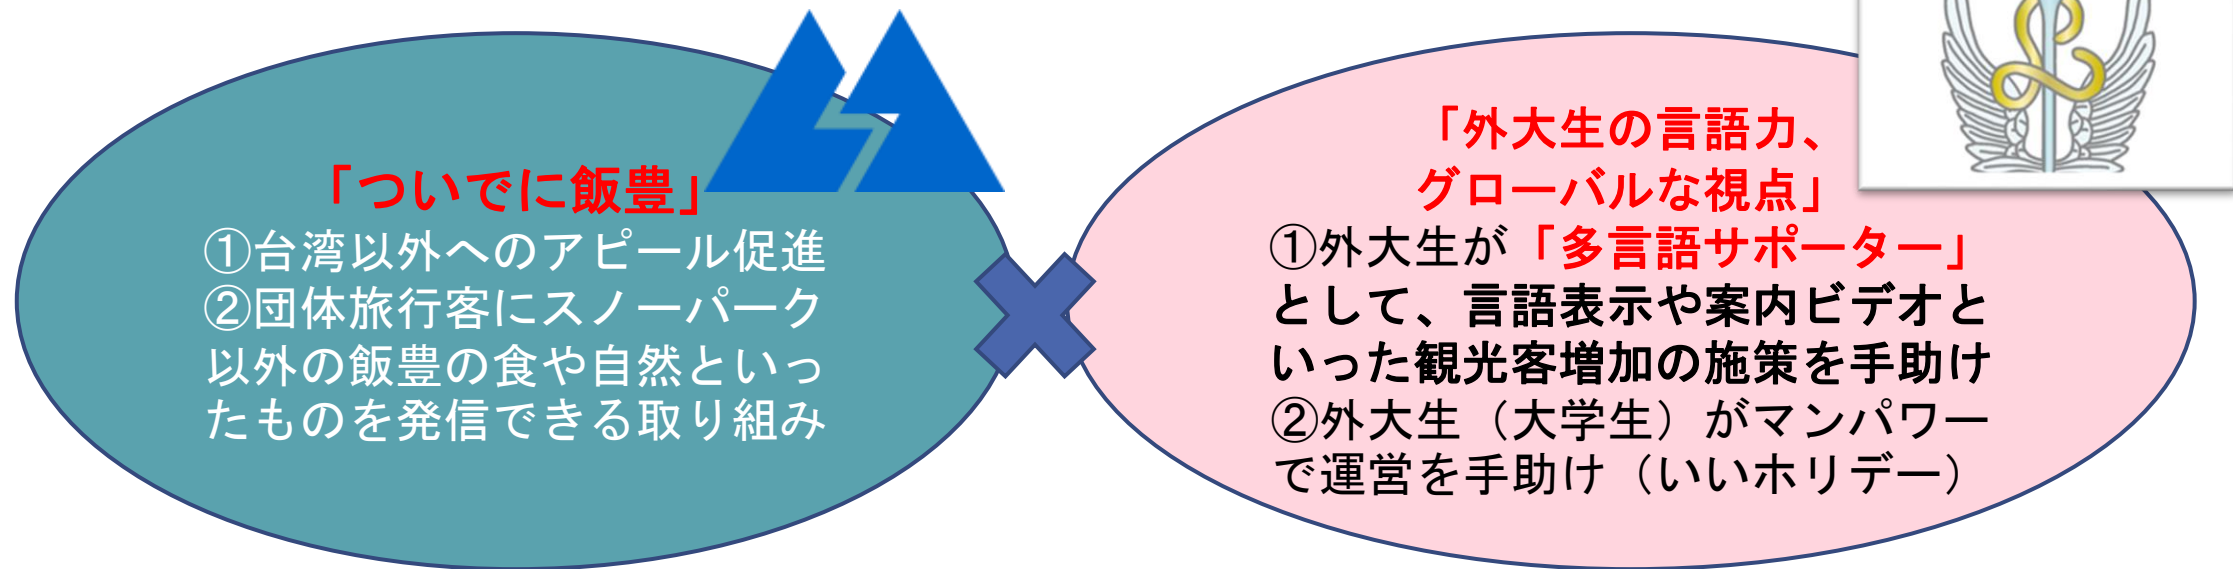 「ついでに飯豊」
①台湾以外へのアピール促進
②団体旅行客にスノーパーク
以外の飯豊の食や自然といっ
たものを発信できる取り組み
「外大生の言語力、
グローバルな視点」
①外大生が「多言語サポーター」
として、言語表示や案内ビデオと
いった観光客増加の施策を手助け
②外大生（大学生）がマンパワー
で運営を手助け（いいホリデー）